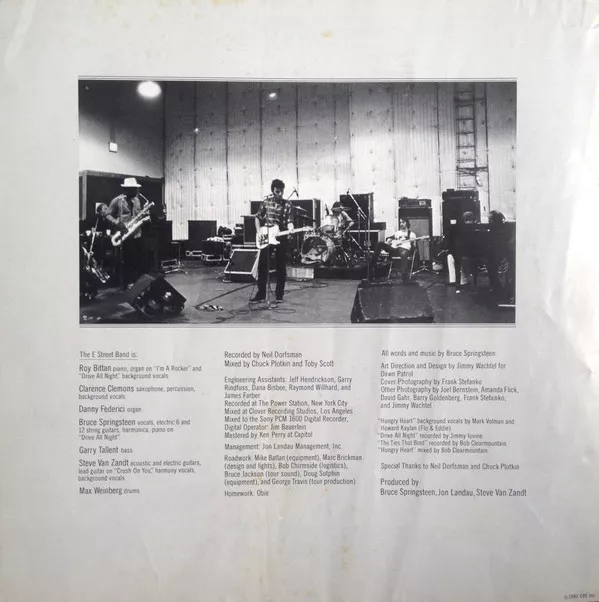 The E Street Band is:
Roy Bittan piano, organ on "I'm A Rocker" and
"Drive All Night," background vocals
Clarence Clemons saxophone, percussion,
background vocals
Danny Federici organ
Bruce Springsteen vocals, electric 6 and
12 string guitars, harmonica, piano on
"Drive All Night"
Garry Tallent bass
Steve Van Zandt acoustic and electric guitars,
lead guitar on "Crush On You," harmony vocals,
background vocals
Max Weinberg drums
Recorded by Neil Dorfsman
Mixed by Chuck Plotkin and Toby Scott
Engineering Assistants: Jeff Hendrickson, Garry
Rindfuss, Dana Bisbee, Raymond Willhard, and
James Farber
Recorded at The Power Station, New York City
Mixed at Clover Recording Studios, Los Angeles
Mixed to the Sony PCM 1600 Digital Recorder,
Digital Operator: Jim Bauerlein
Mastered by Ken Perry at Capitol
Management: Jon Landau Management, Inc.
Roadwork: Mike Batlan (equipment), Marc Brickman
(design and lights), Bob Chirmside (logistics),
Bruce Jackson (tour sound), Doug Sutphin
(equipment), and George Travis (tour production)
Homework: Obie
All words and music by Bruce Springsteen
Art Direction and Design by Jimmy Wachtel for
Dawn Patrol
Cover Photography by Frank Stefanko
Other Photography by Joel Bernstein, Amanda Flick,
David Gahr, Barry Goldenberg, Frank Stefanko,
and Jimmy Wachtel
"Hungry Heart" background vocals by Mark Volman and
Howard Kaylan (Flo & Eddie)
"Drive All Night" recorded by Jimmy Iovine
"The Ties That Bind" recorded by Bob Clearmountain
"Hungry Heart" mixed by Bob Clearmountain
Special Thanks to Neil Dorfsman and Chuck Plotkin
Produced by
Bruce Springsteen, Jon Landau, Steve Van Zandt